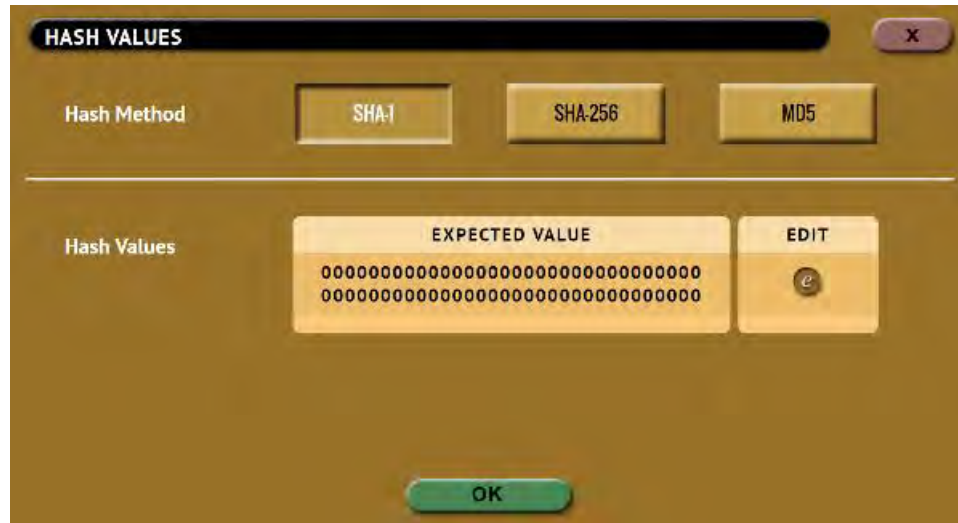 HASH VALUES
X
Hash Method
SHA-1
SHA-256
MD5
Hash Values
EXPECTED VALUE
EDIT
00000000000000000000000000000000
00000000000000000000000000000000
e
OK